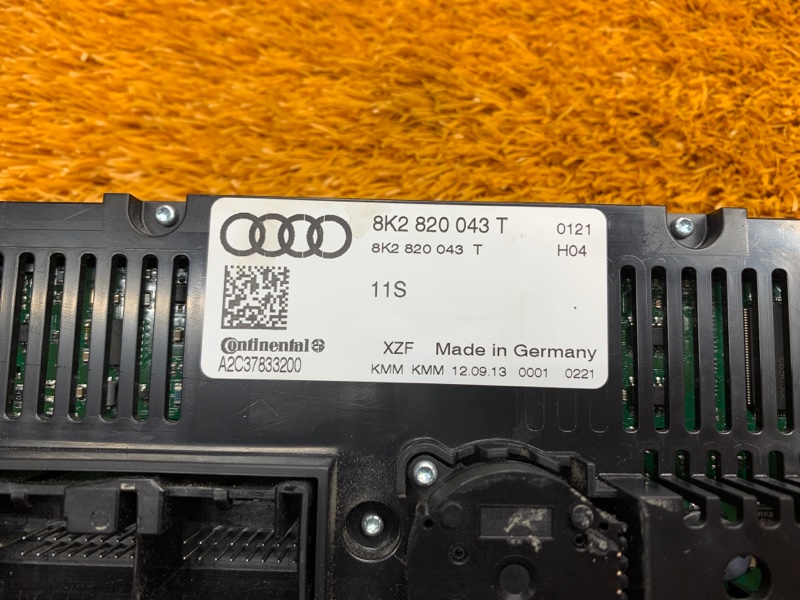 8K2 820 043 T 0121
8K2 820 043 T H04
11S
Continental
A2C37833200
XZF Made in Germany
KMM KMM 12.09.13 0001 0221